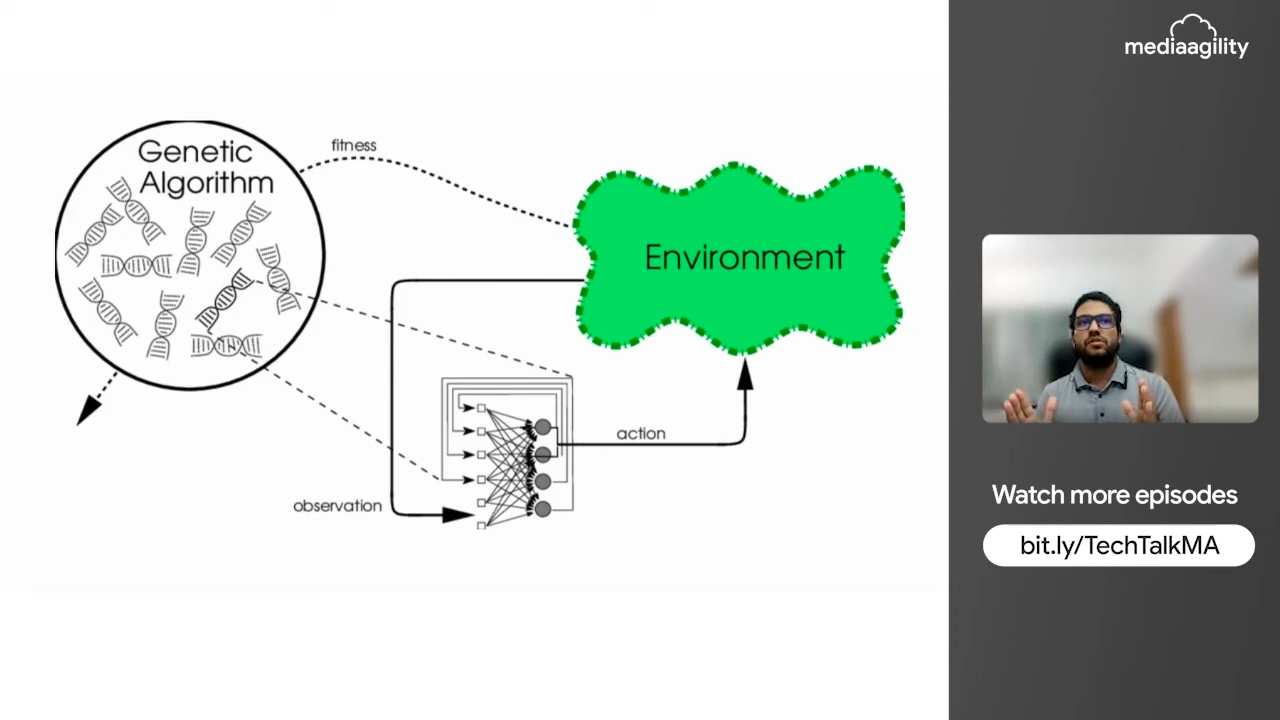 mediaagility
fitness
Genetic
Algorithm
Environment
action
observation
Watch more episodes
bit.ly/TechTalkMA